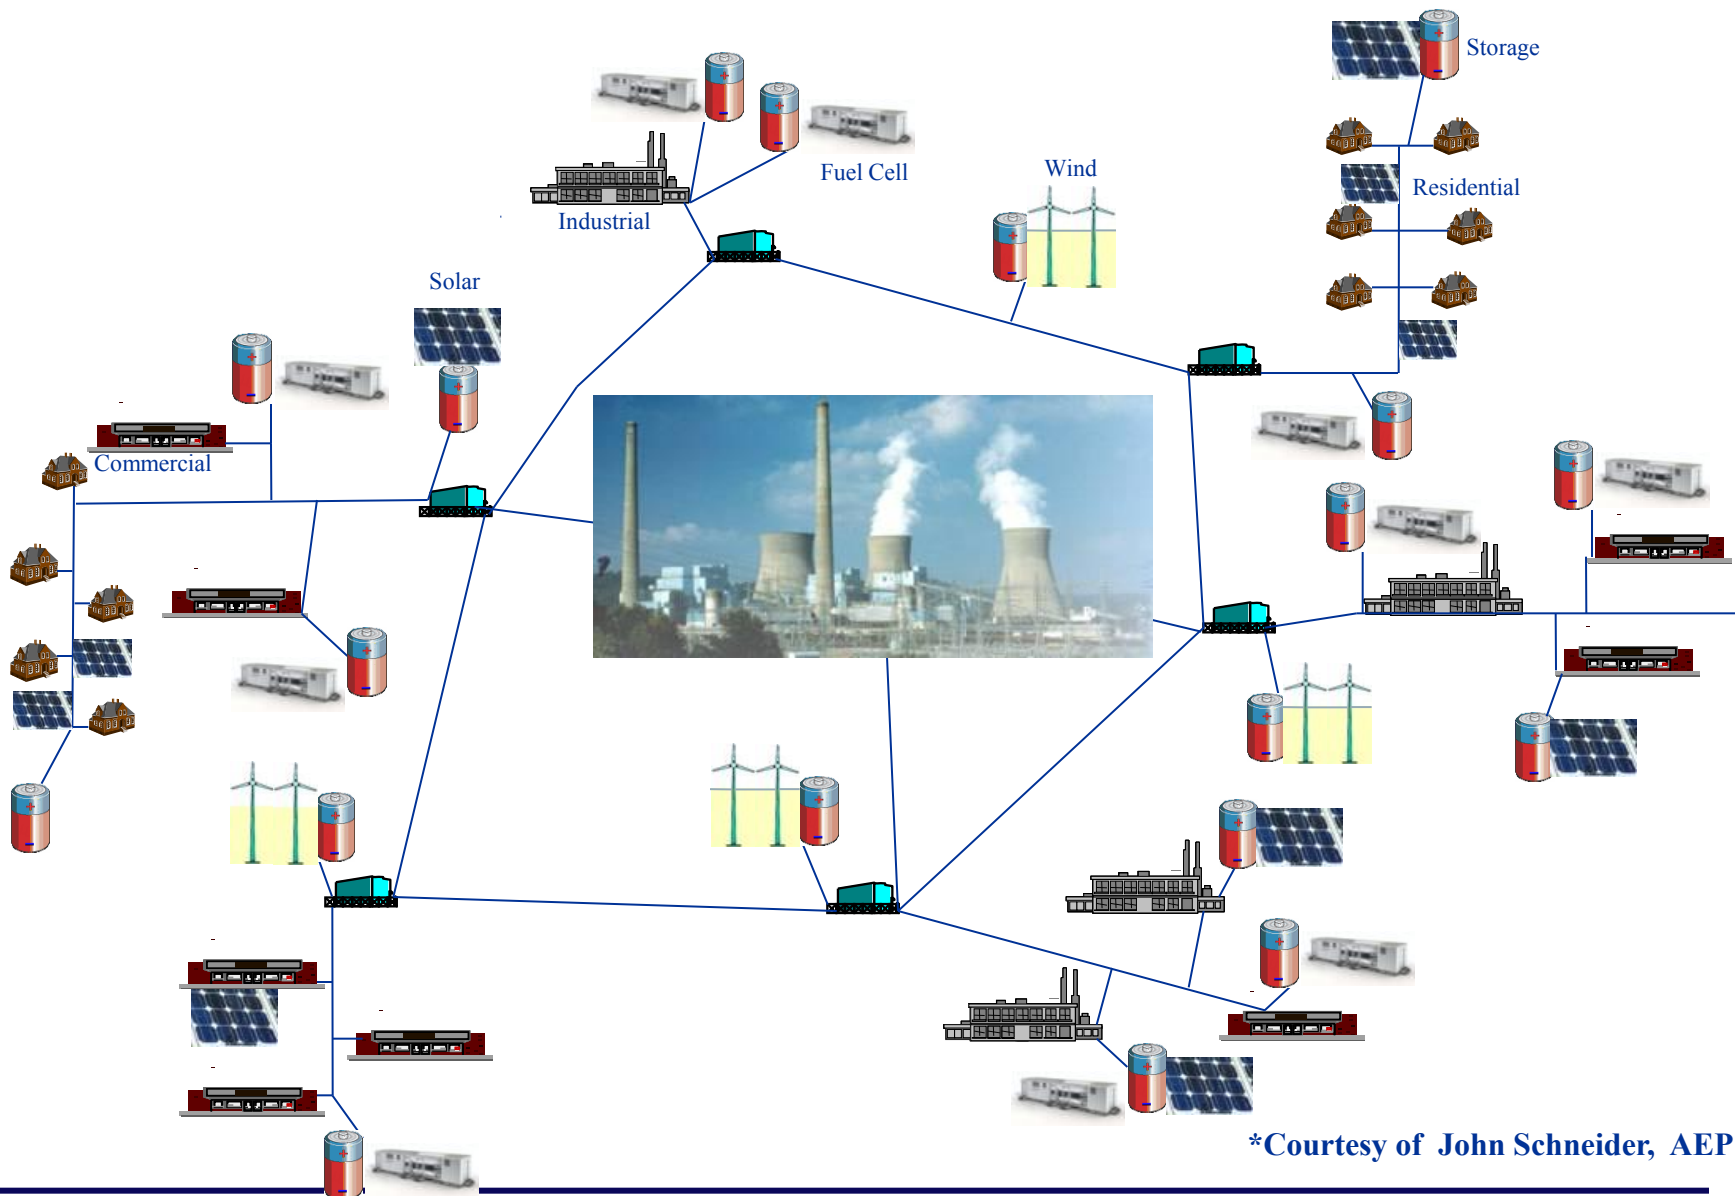 Storage
Fuel Cell
Wind
Residential
Industrial
Solar
Commercial
*Courtesy of  John Schneider,  AEP